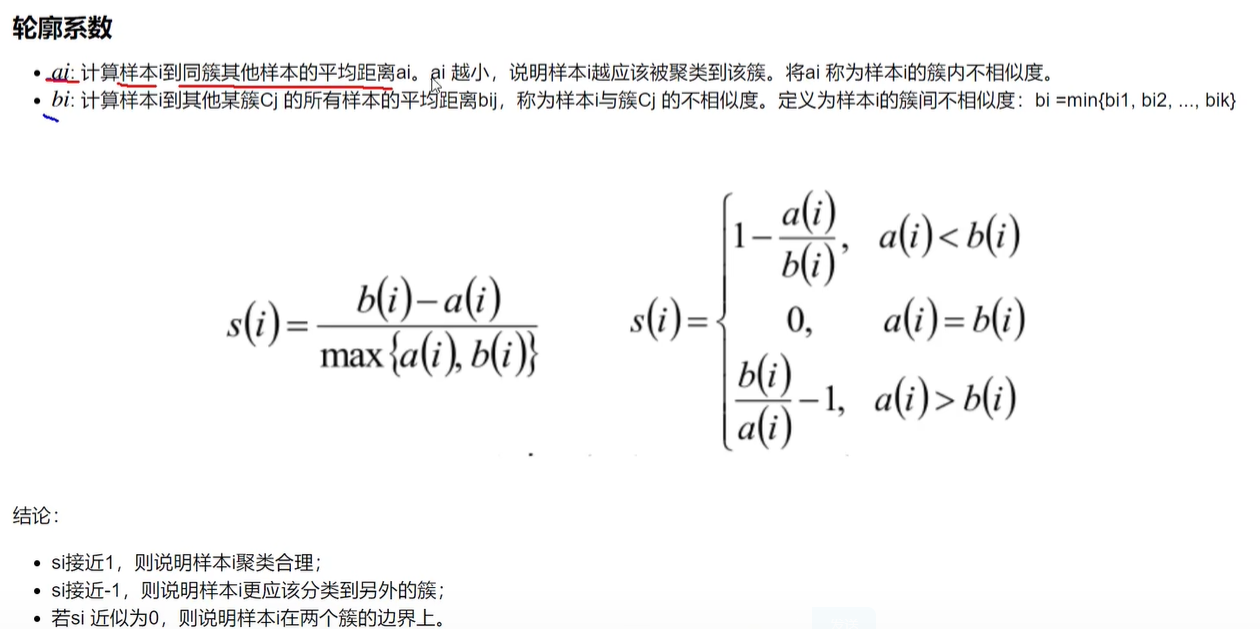 轮廓系数
• ai: 计算样本i到同簇其他样本的平均距离ai。ai 越小，说明样本i越应该被聚类到该簇。将ai 称为样本i的簇内不相似度。
• bi: 计算样本i到其他某簇Cj 的所有样本的平均距离bij，称为样本i与簇Cj 的不相似度。定义为样本i的簇间不相似度：bi =min{bi1, bi2, ..., bik}
s(i)= b(i)−a(i) / max{a(i), b(i)}
s(i)= { 1− a(i)/b(i), a(i)<b(i)
0, a(i)=b(i)
b(i)/a(i) −1, a(i)>b(i)
结论：
• si接近1，则说明样本i聚类合理；
• si接近-1，则说明样本i更应该分类到另外的簇；
• 若si 近似为0，则说明样本i在两个簇的边界上。